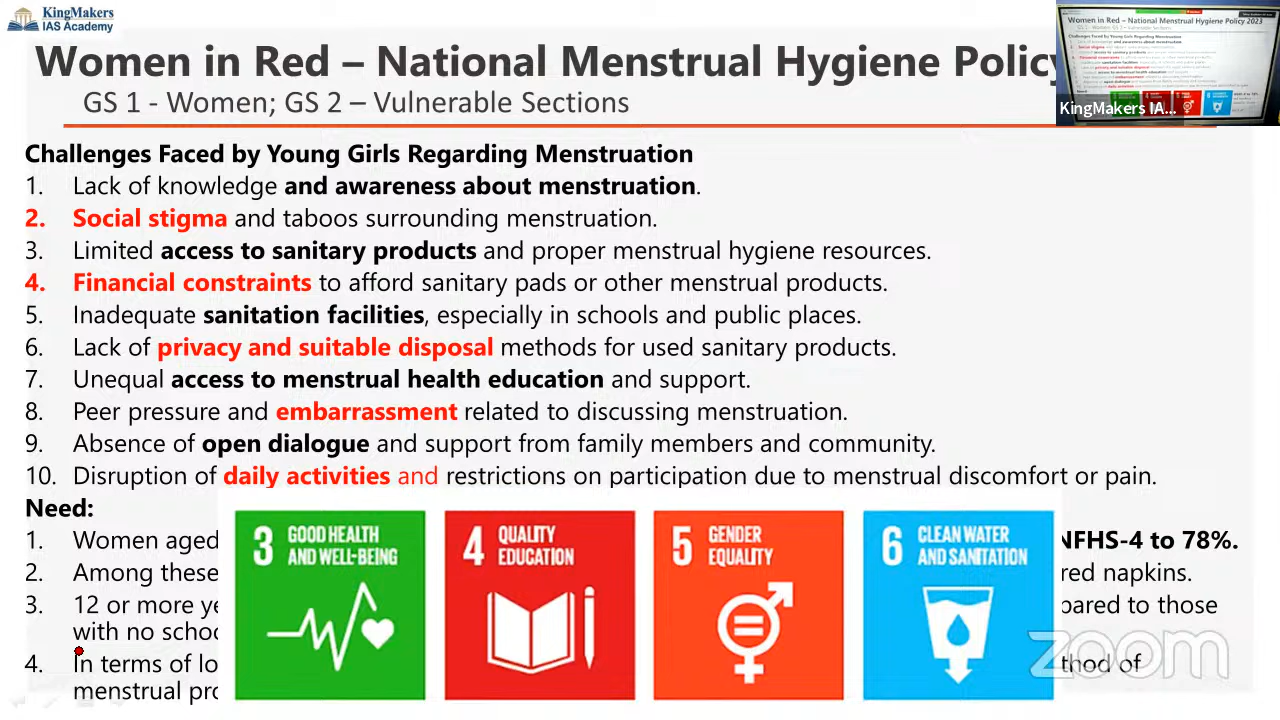 KingMakers
IAS Academy
Women in Red – National Menstrual Hygiene Policy
GS 1 - Women; GS 2 – Vulnerable Sections
Women in Red – National Menstrual Hygiene Policy 2023
KingMakers IA...
Challenges Faced by Young Girls Regarding Menstruation
1. Lack of knowledge and awareness about menstruation.
2. Social stigma and taboos surrounding menstruation.
3. Limited access to sanitary products and proper menstrual hygiene resources.
4. Financial constraints to afford sanitary pads or other menstrual products.
5. Inadequate sanitation facilities, especially in schools and public places.
6. Lack of privacy and suitable disposal methods for used sanitary products.
7. Unequal access to menstrual health education and support.
8. Peer pressure and embarrassment related to discussing menstruation.
9. Absence of open dialogue and support from family members and community.
10. Disruption of daily activities and restrictions on participation due to menstrual discomfort or pain.
Need:
1. Women aged NFHS-4 to 78%.
2. Among these red napkins.
3. 12 or more ye pared to those
with no schoo
4. In terms of lo thod of
menstrual pro
3 GOOD HEALTH
AND WELL-BEING
4 QUALITY
EDUCATION
5 GENDER
EQUALITY
6 CLEAN WATER
AND SANITATION
zoom